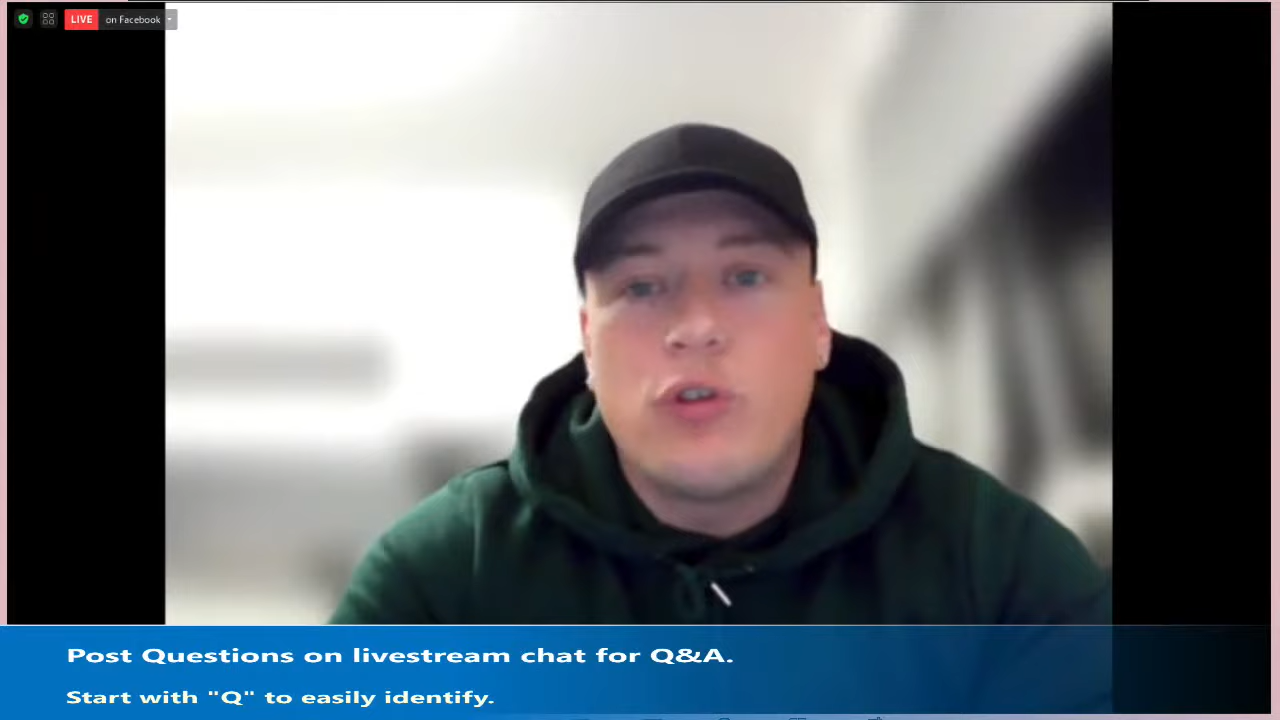 LIVE on Facebook
Post Questions on livestream chat for Q&A.
Start with "Q" to easily identify.